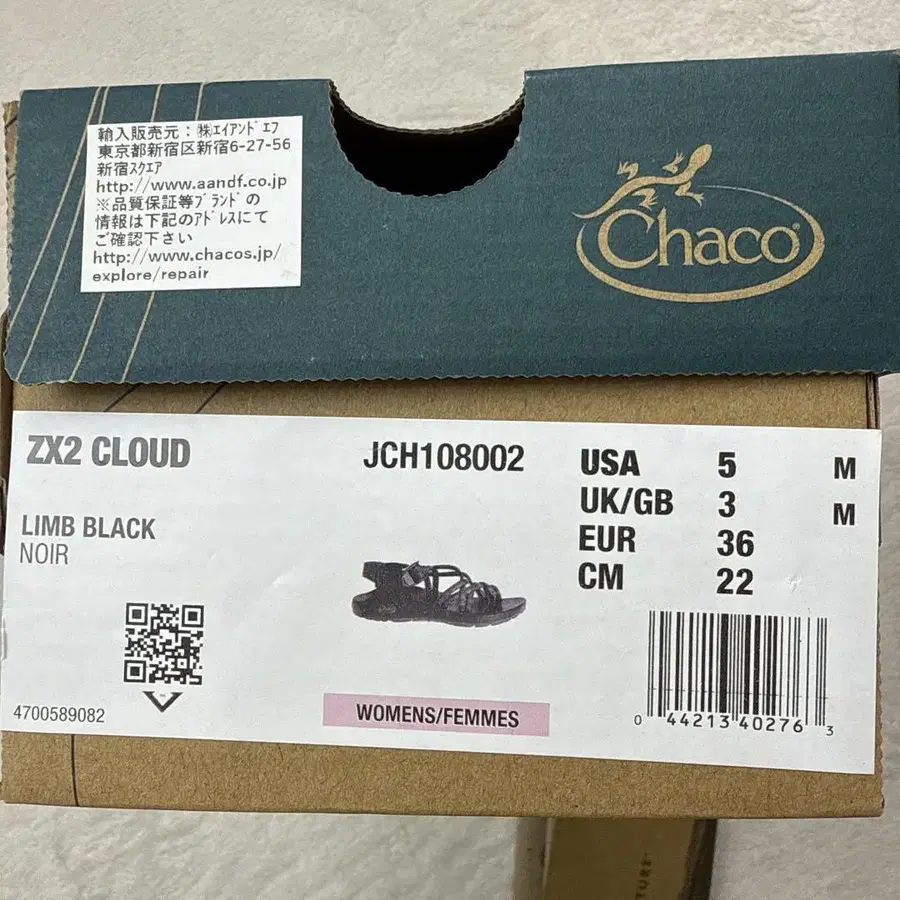 輸入販売元：㈱エイアンドエフ
東京都新宿区新宿6-27-56
新宿スクエア
http://www.aandf.co.jp
※品質保証等ブランドの
情報は下記のアドレスにて
ご確認下さい
http://www.chacos.jp/
explore/repair
Chaco®
ZX2 CLOUD
JCH108002
LIMB BLACK
NOIR
USA 5 M
UK/GB 3 M
EUR 36
CM 22
4700589082
WOMENS/FEMMES
0 44213 40276 3